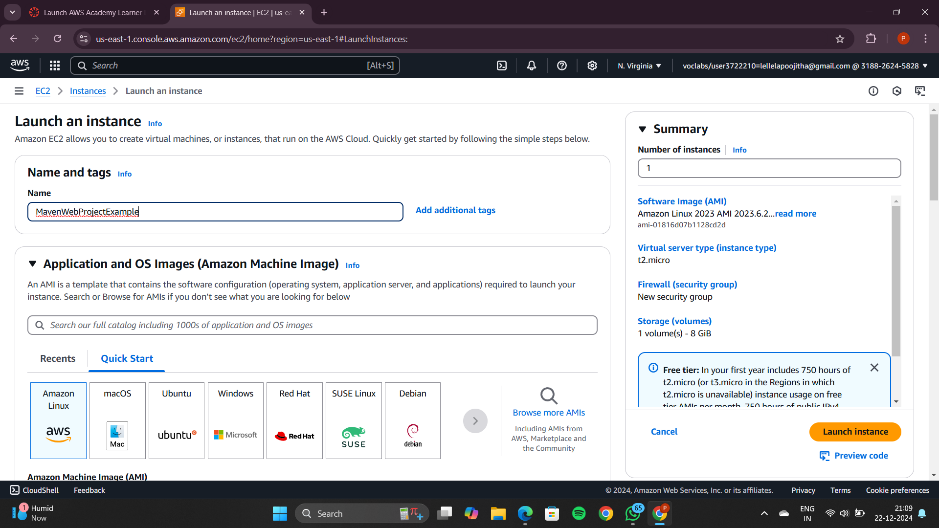 Launch AWS Academy Learner
Launch an instance | EC2 | us-ea
us-east-1.console.aws.amazon.com/ec2/home?region=us-east-1#LaunchInstances:
P
aws
Search
[Alt+S]
N. Virginia
voclabs/user3722210=lellelapoojitha@gmail.com @ 3188-2624-5828
EC2 > Instances > Launch an instance
Launch an instance Info
Amazon EC2 allows you to create virtual machines, or instances, that run on the AWS Cloud. Quickly get started by following the simple steps below.
Name and tags Info
Name
MavenWebProjectExample
Add additional tags
Application and OS Images (Amazon Machine Image) Info
An AMI is a template that contains the software configuration (operating system, application server, and applications) required to launch your
instance. Search or Browse for AMIs if you don't see what you are looking for below
Search our full catalog including 1000s of application and OS images
Recents
Quick Start
Amazon
Linux
aws
macOS
Mac
Ubuntu
ubuntu
Windows
Microsoft
Red Hat
Red Hat
SUSE Linux
SUSE
Debian
debian
Browse more AMIs
Including AMIs from
AWS, Marketplace and
the Community
Amazon Machine Image (AMI)
Summary
Number of instances Info
1
Software Image (AMI)
Amazon Linux 2023 AMI 2023.6.2...read more
ami-01816d07b1128cd2d
Virtual server type (instance type)
t2.micro
Firewall (security group)
New security group
Storage (volumes)
1 volume(s) - 8 GiB
Free tier: In your first year includes 750 hours of
t2.micro (or t3.micro in the Regions in which
t2.micro is unavailable) instance usage on free
tier AMIs per month, 750 hours of public IPv4
Cancel
Launch instance
Preview code
CloudShell
Feedback
© 2024, Amazon Web Services, Inc. or its affiliates.
Privacy
Terms
Cookie preferences
1
Humid
Now
Search
65
P
ENG
IN
21:09
22-12-2024